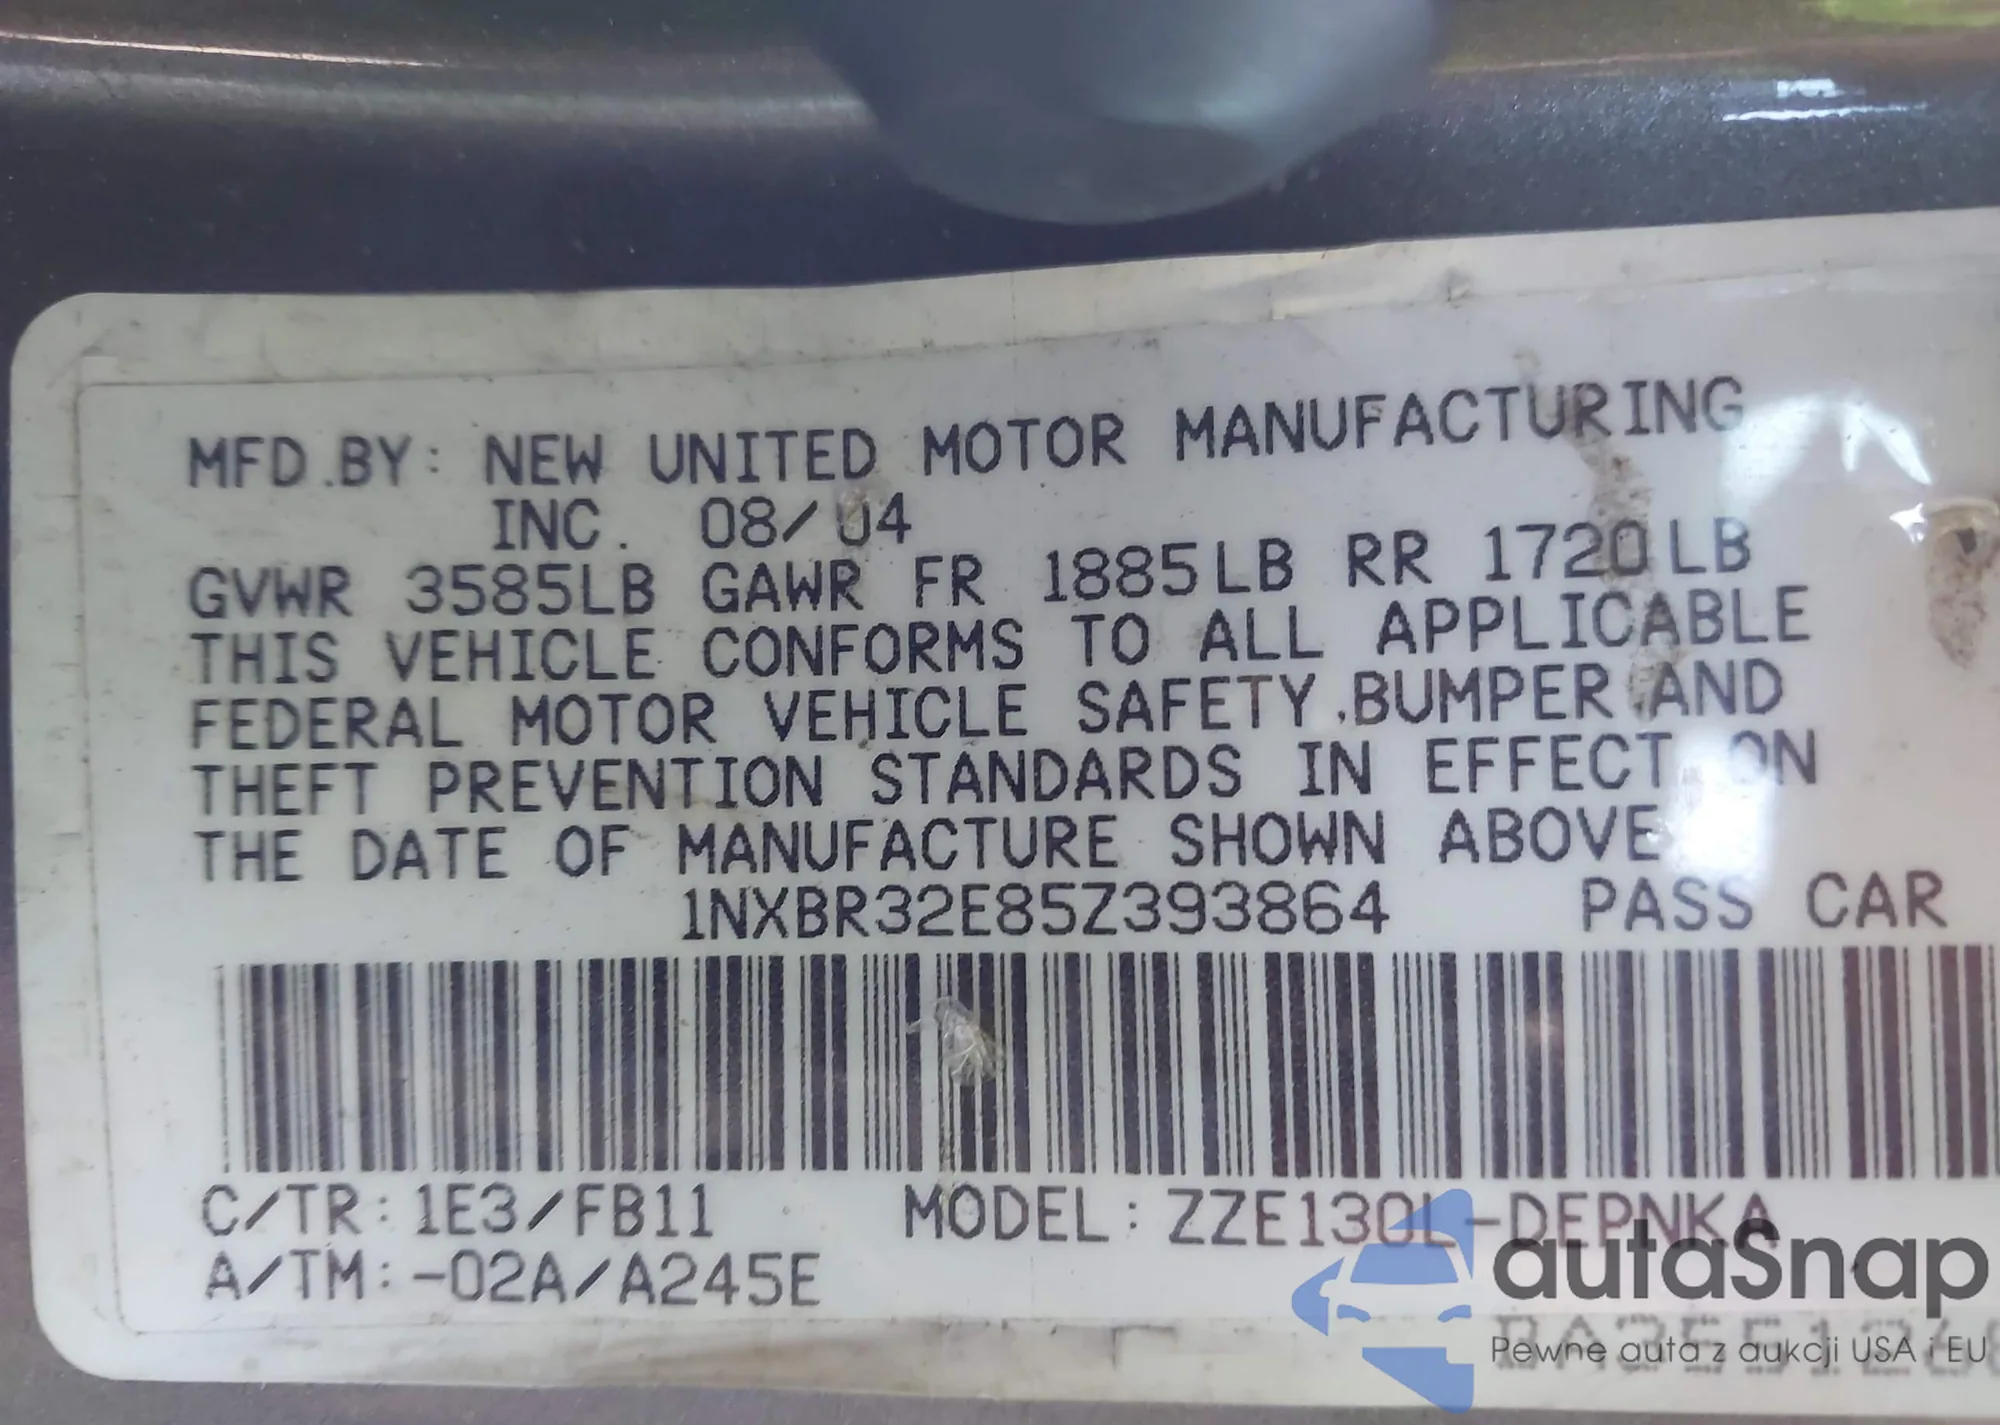 MFD.BY: NEW UNITED MOTOR MANUFACTURING
INC. 08/04
GVWR 3585LB GAWR FR 1885LB RR 1720LB
THIS VEHICLE CONFORMS TO ALL APPLICABLE
FEDERAL MOTOR VEHICLE SAFETY,BUMPER AND
THEFT PREVENTION STANDARDS IN EFFECT ON
THE DATE OF MANUFACTURE SHOWN ABOVE
1NXBR32E85Z393864 PASS CAR
C/TR: 1E3/FB11 MODEL: ZZE130L-DEPNKA
A/TM: -02A/A245E
autaSnap
Pewne auta z aukcji USA i EU